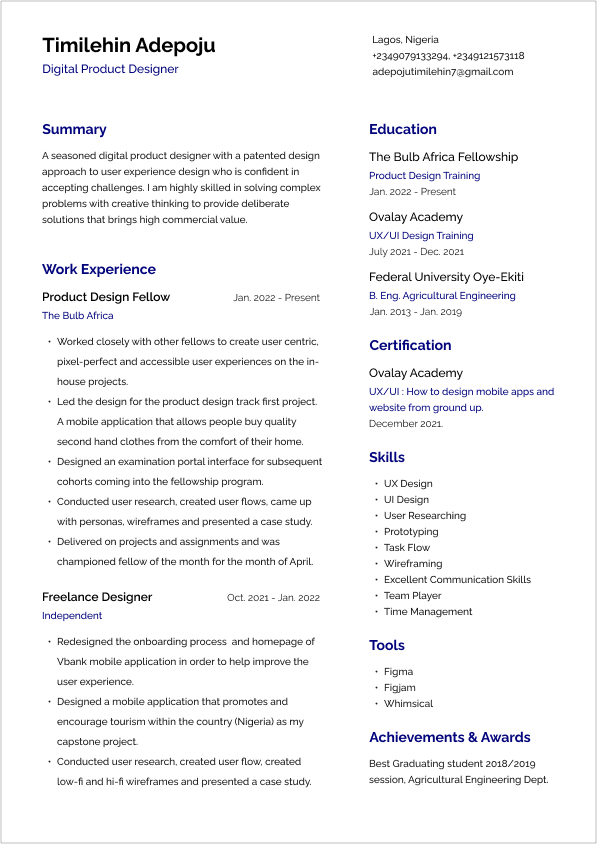 Timilehin Adepoju
Digital Product Designer
Lagos, Nigeria
+2349079133294, +2349121573118
adepojutimilehin7@gmail.com
Summary
A seasoned digital product designer with a patented design
approach to user experience design who is confident in
accepting challenges. I am highly skilled in solving complex
problems with creative thinking to provide deliberate
solutions that brings high commercial value.
Work Experience
Product Design Fellow
Jan. 2022 - Present
The Bulb Africa
• Worked closely with other fellows to create user centric,
pixel-perfect and accessible user experiences on the in-
house projects.
• Led the design for the product design track first project.
A mobile application that allows people buy quality
second hand clothes from the comfort of their home.
• Designed an examination portal interface for subsequent
cohorts coming into the fellowship program.
• Conducted user research, created user flows, came up
with personas, wireframes and presented a case study.
• Delivered on projects and assignments and was
championed fellow of the month for the month of April.
Freelance Designer
Oct. 2021 - Jan. 2022
Independent
• Redesigned the onboarding process  and homepage of
Vbank mobile application in order to help improve the
user experience.
• Designed a mobile application that promotes and
encourage tourism within the country (Nigeria) as my
capstone project.
• Conducted user research, created user flow, created
low-fi and hi-fi wireframes and presented a case study.
Education
The Bulb Africa Fellowship
Product Design Training
Jan. 2022 - Present
Ovalay Academy
UX/UI Design Training
July 2021 - Dec. 2021
Federal University Oye-Ekiti
B. Eng. Agricultural Engineering
Jan. 2013 - Jan. 2019
Certification
Ovalay Academy
UX/UI : How to design mobile apps and
website from ground up.
December 2021.
Skills
• UX Design
• UI Design
• User Researching
• Prototyping
• Task Flow
• Wireframing
• Excellent Communication Skills
• Team Player
• Time Management
Tools
• Figma
• Figjam
• Whimsical
Achievements & Awards
Best Graduating student 2018/2019
session, Agricultural Engineering Dept.